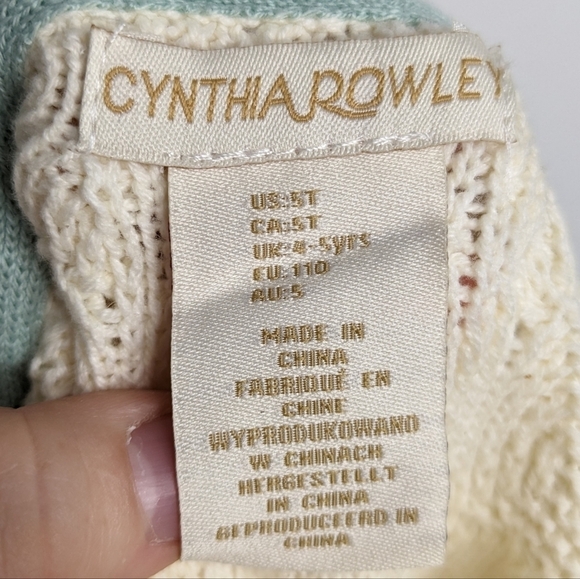 CYNTHIA ROWLEY
US:5T
CA:5T
UK:4-5yrs
EU:110
AU:5
MADE IN
CHINA
FABRIQUÉ EN
CHINE
WYPRODUKOWANO
W CHINACH
HERGESTELLT
IN CHINA
GEPRODUCEERD IN
CHINA